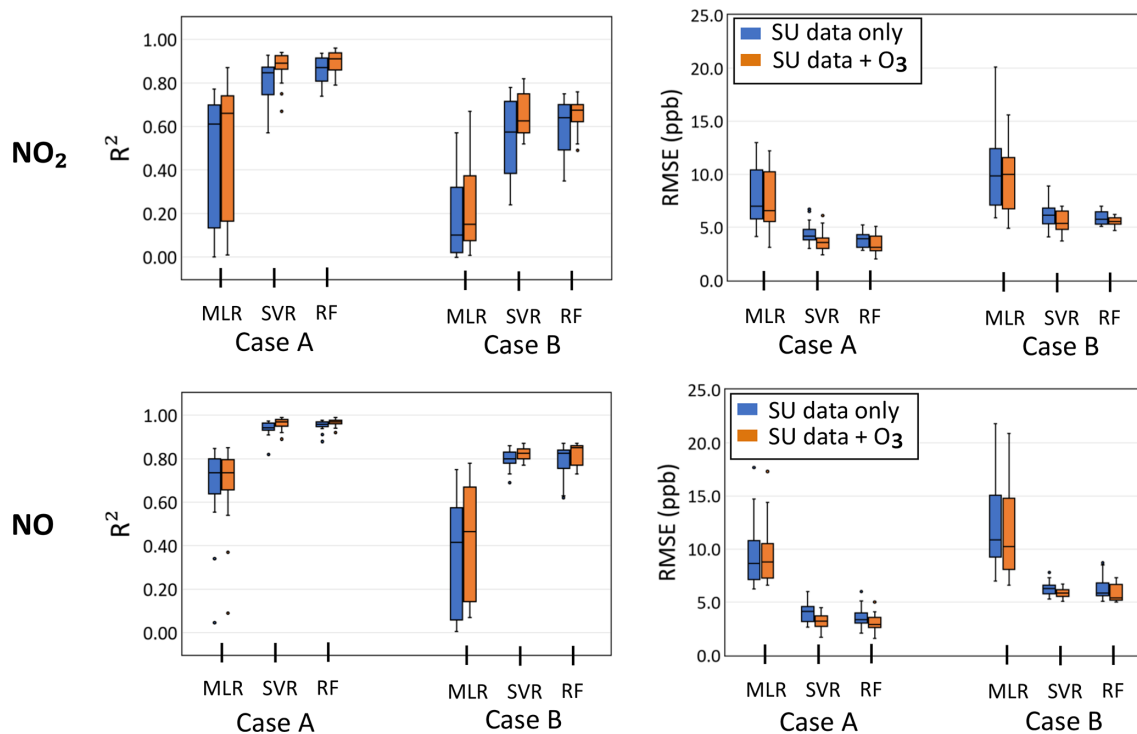 NO₂
R²
1.00
0.80
0.60
0.40
0.20
0.00
MLR SVR RF MLR SVR RF
Case A Case B
RMSE (ppb)
25.0
20.0
15.0
10.0
5.0
0.0
SU data only
SU data + O₃
MLR SVR RF MLR SVR RF
Case A Case B
NO
R²
1.00
0.80
0.60
0.40
0.20
0.00
MLR SVR RF MLR SVR RF
Case A Case B
RMSE (ppb)
25.0
20.0
15.0
10.0
5.0
0.0
SU data only
SU data + O₃
MLR SVR RF MLR SVR RF
Case A Case B